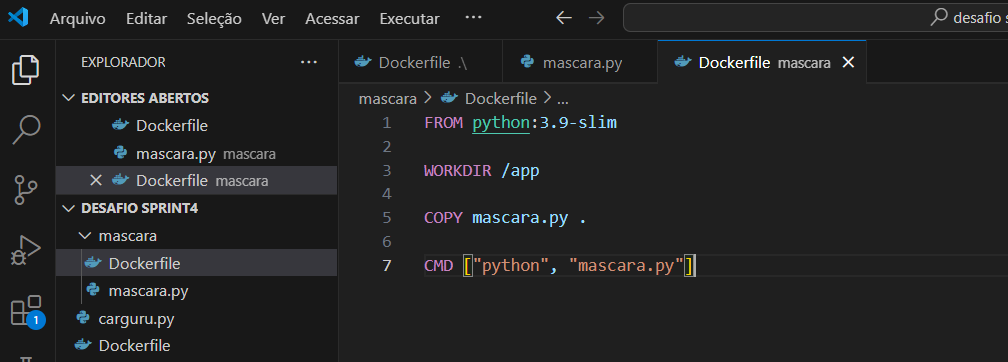 Arquivo Editar Seleção Ver Acessar Executar ··· ← → desafio s
EXPLORADOR ···
EDITORES ABERTOS
Dockerfile
mascara.py mascara
Dockerfile mascara
DESAFIO SPRINT4
mascara
Dockerfile
mascara.py
carguru.py
Dockerfile
1
Dockerfile .\ mascara.py Dockerfile mascara
mascara > Dockerfile > ...
1 FROM python:3.9-slim
2
3 WORKDIR /app
4
5 COPY mascara.py .
6
7 CMD ["python", "mascara.py"]